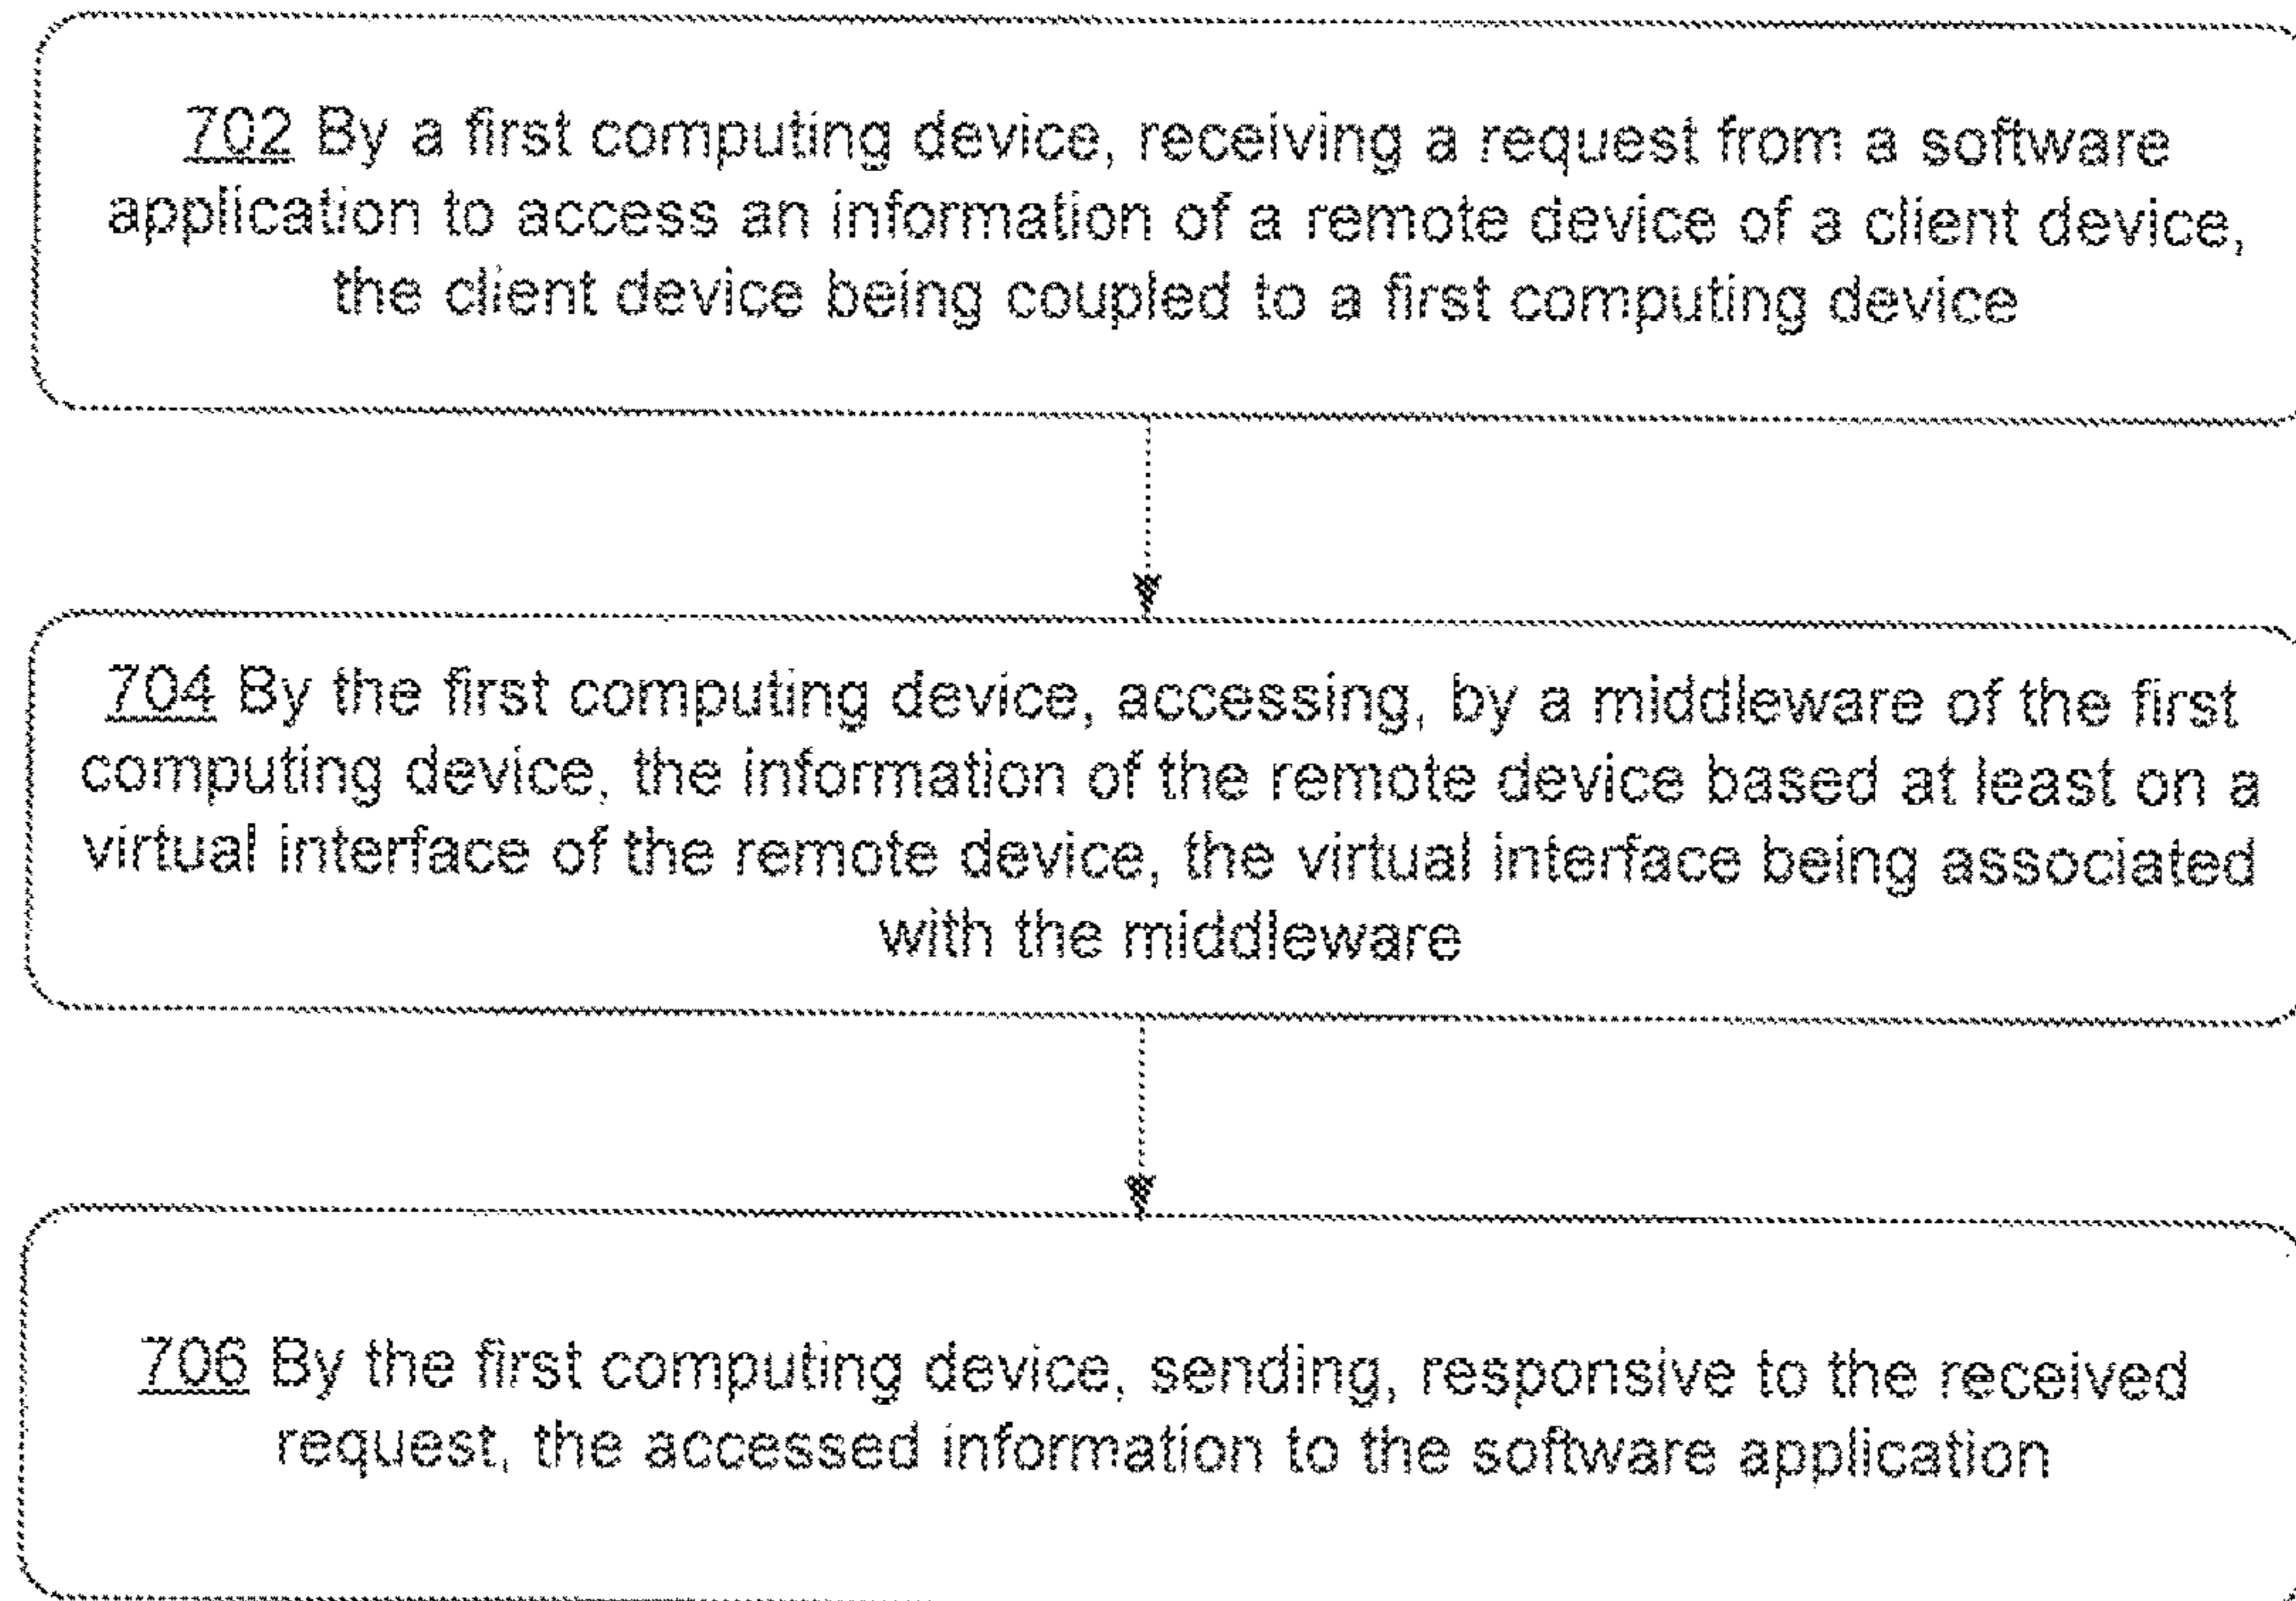 702 By a first computing device, receiving a request from a software
application to access an information of a remote device of a client device,
the client device being coupled to a first computing device
704 By the first computing device, accessing, by a middleware of the first
computing device, the information of the remote device based at least on a
virtual interface of the remote device, the virtual interface being associated
with the middleware
706 By the first computing device, sending, responsive to the received
request, the accessed information to the software application